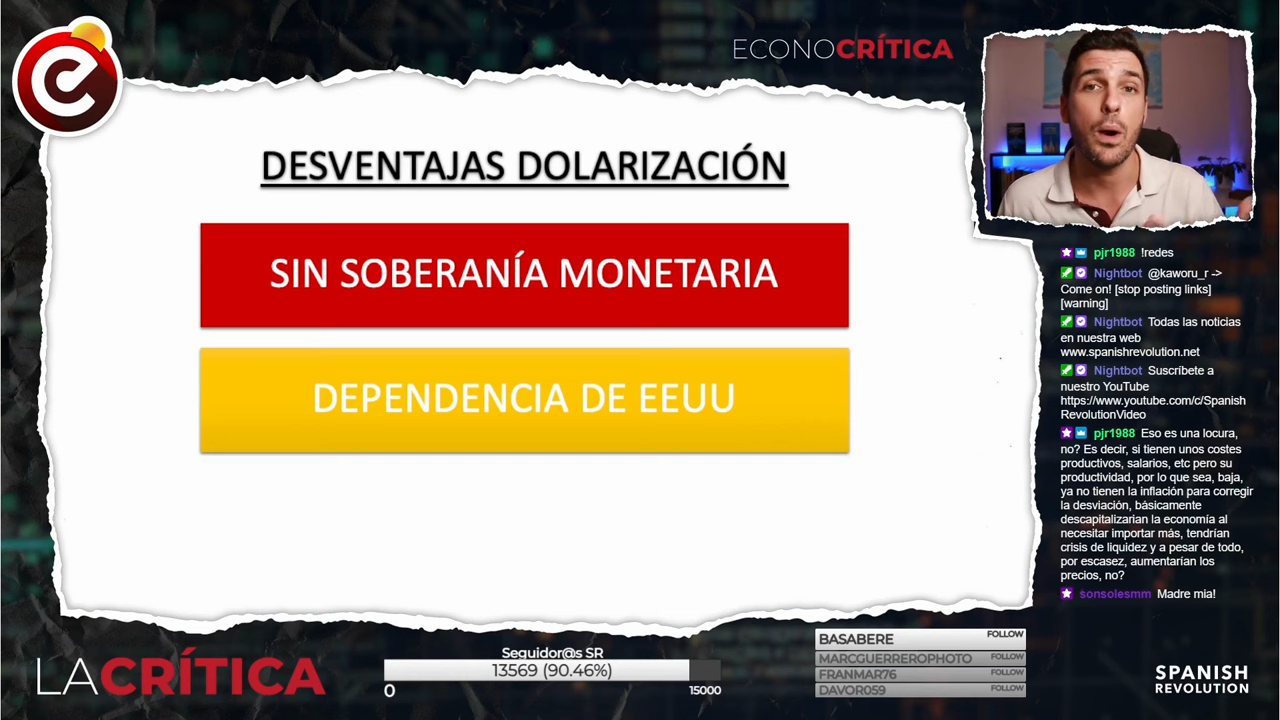 ECONOCRÍTICA
DESVENTAJAS DOLARIZACIÓN
SIN SOBERANÍA MONETARIA
DEPENDENCIA DE EEUU
pjr1988 !redes
Nightbot @kaworu_r ->
Come on! [stop posting links]
[warning]
Nightbot Todas las noticias
en nuestra web
www.spanishrevolution.net
Nightbot Suscríbete a
nuestro YouTube
https://www.youtube.com/c/Spanish
RevolutionVideo
pjr1988 Eso es una locura,
no? Es decir, si tienen unos costes
productivos, salarios, etc pero su
productividad, por lo que sea, baja,
ya no tienen la inflación para corregir
la desviación, básicamente
descapitalizarian la economía al
necesitar importar más, tendrían
crisis de liquidez y a pesar de todo,
por escasez, aumentarían los
precios, no?
sonsolesmm Madre mia!
LACRÍTICA
Seguidor@s SR
13569 (90.46%)
0 15000
BASABERE FOLLOW
MARCGUERREROPHOTO FOLLOW
FRANMAR76 FOLLOW
DAVOR059 FOLLOW
SPANISH
REVOLUTION